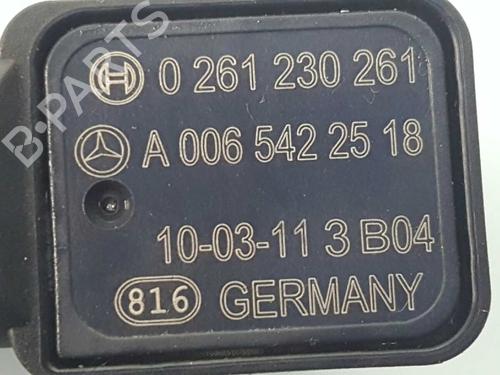 B-PARTS
0 261 230 261
A 006 542 25 18
10-03-11 3 B04
816 GERMANY